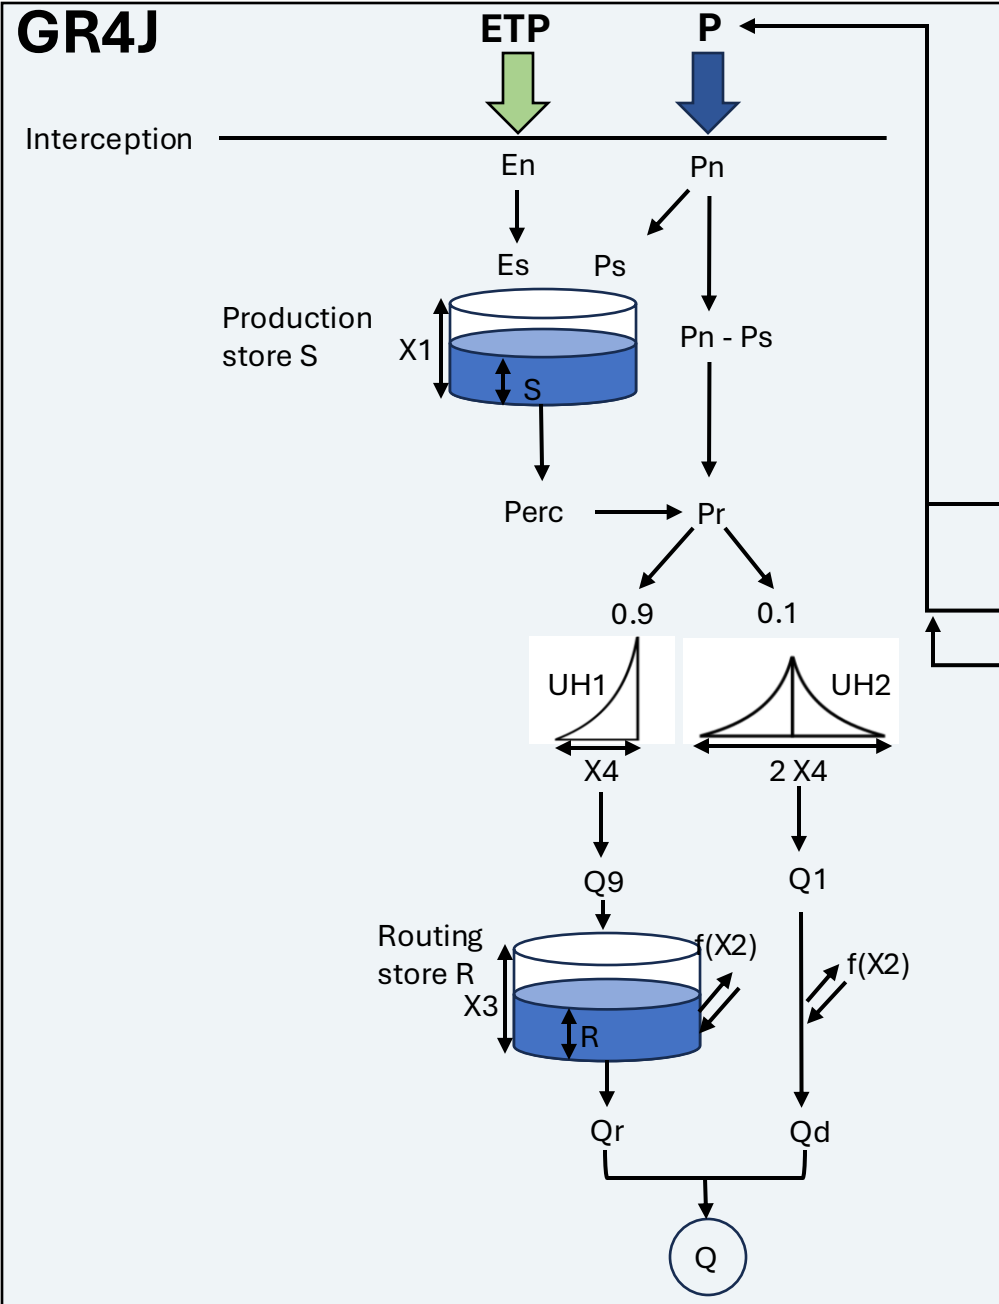 GR4J
ETP
P
Interception
En
Pn
Es
Ps
Production
store S
X1
S
Pn - Ps
Perc
Pr
0.9
0.1
UH1
UH2
X4
2 X4
Q9
Q1
Routing
store R
X3
R
f(X2)
f(X2)
Qr
Qd
Q